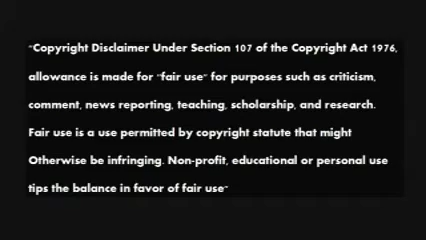 "Copyright Disclaimer Under Section 107 of the Copyright Act 1976,
allowance is made for "fair use" for purposes such as criticism,
comment, news reporting, teaching, scholarship, and research.
Fair use is a use permitted by copyright statute that might
Otherwise be infringing. Non-profit, educational or personal use
tips the balance in favor of fair use"